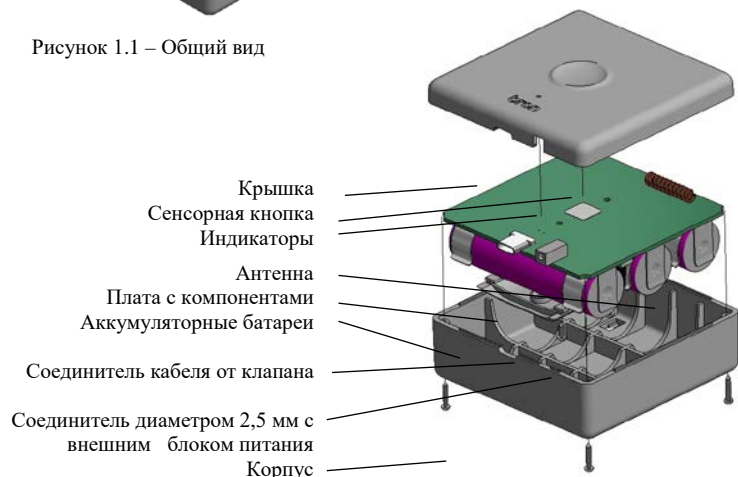 Рисунок 1.1 – Общий вид
Крышка
Сенсорная кнопка
Индикаторы
Антенна
Плата с компонентами
Аккумуляторные батареи
Соединитель кабеля от клапана
Соединитель диаметром 2,5 мм с
внешним блоком питания
Корпус